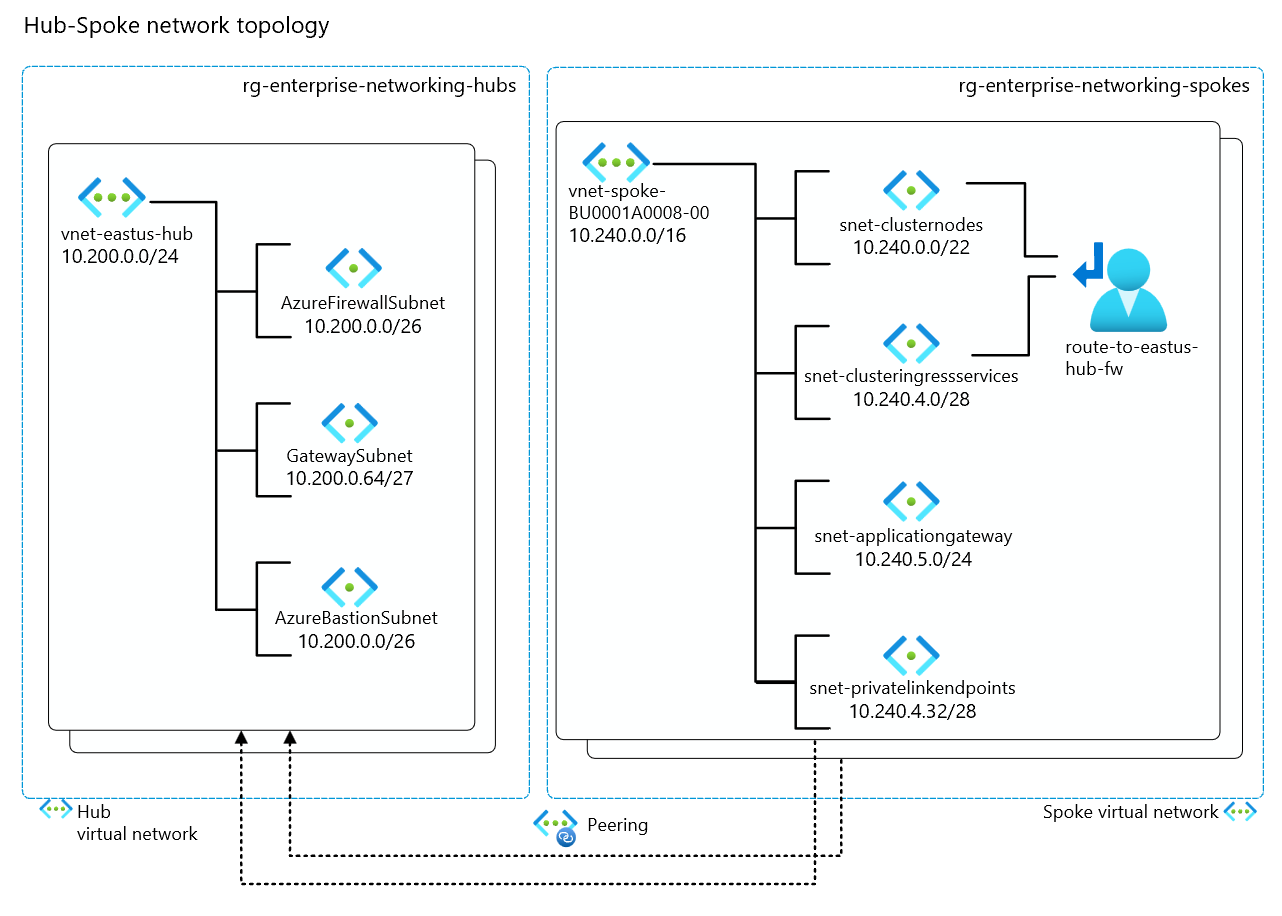 Hub-Spoke network topology
rg-enterprise-networking-hubs
vnet-eastus-hub
10.200.0.0/24
AzureFirewallSubnet
10.200.0.0/26
GatewaySubnet
10.200.0.64/27
AzureBastionSubnet
10.200.0.0/26
Hub
virtual network
rg-enterprise-networking-spokes
vnet-spoke-
BU0001A0008-00
10.240.0.0/16
snet-clusternodes
10.240.0.0/22
snet-clusteringressservices
10.240.4.0/28
route-to-eastus-
hub-fw
snet-applicationgateway
10.240.5.0/24
snet-privatelinkendpoints
10.240.4.32/28
Spoke virtual network
Peering